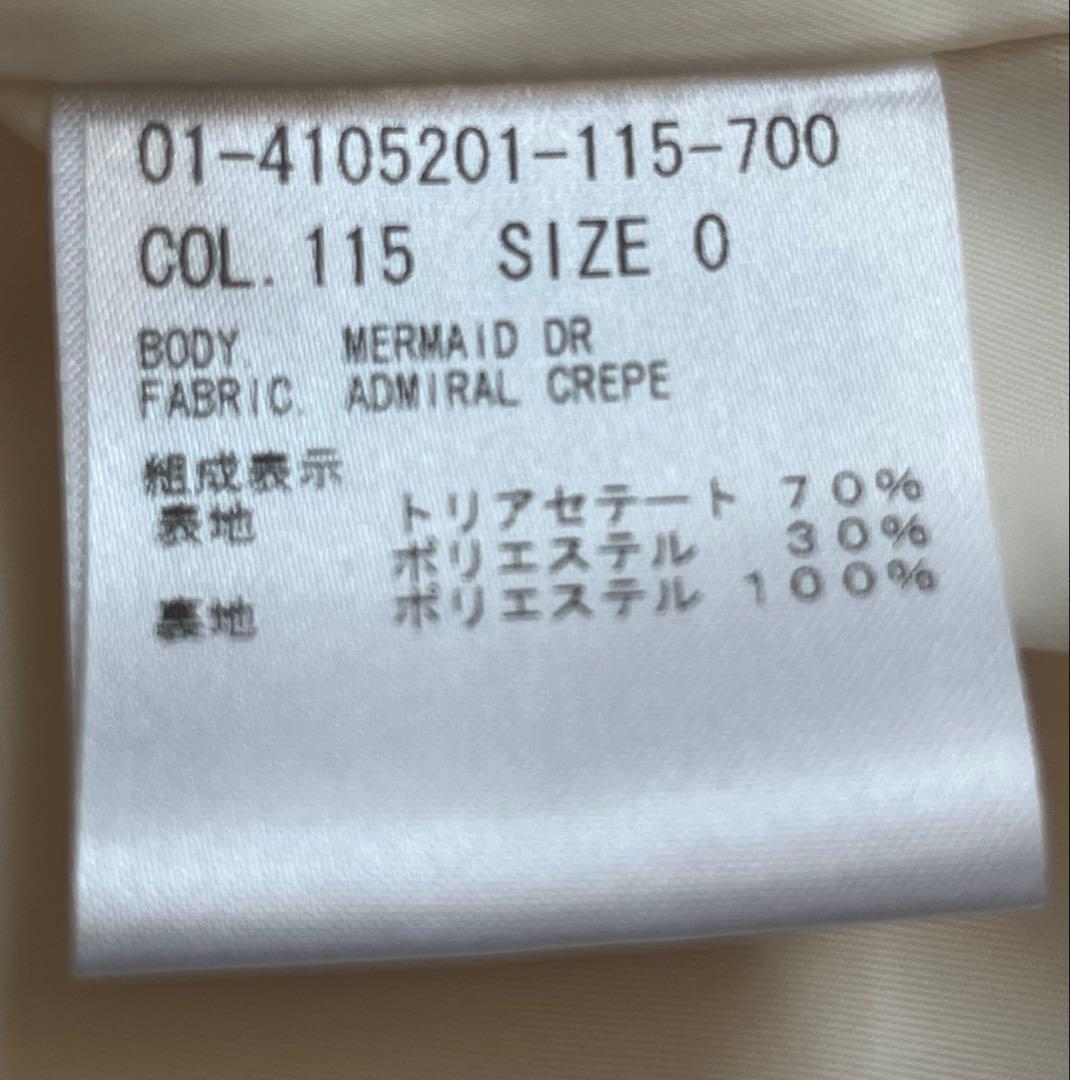 01-4105201-115-700
COL. 115 SIZE 0
BODY. MERMAID DR
FABRIC. ADMIRAL CREPE
組成表示
表地 トリアセテート 70%
ポリエステル 30%
裏地 ポリエステル 100%